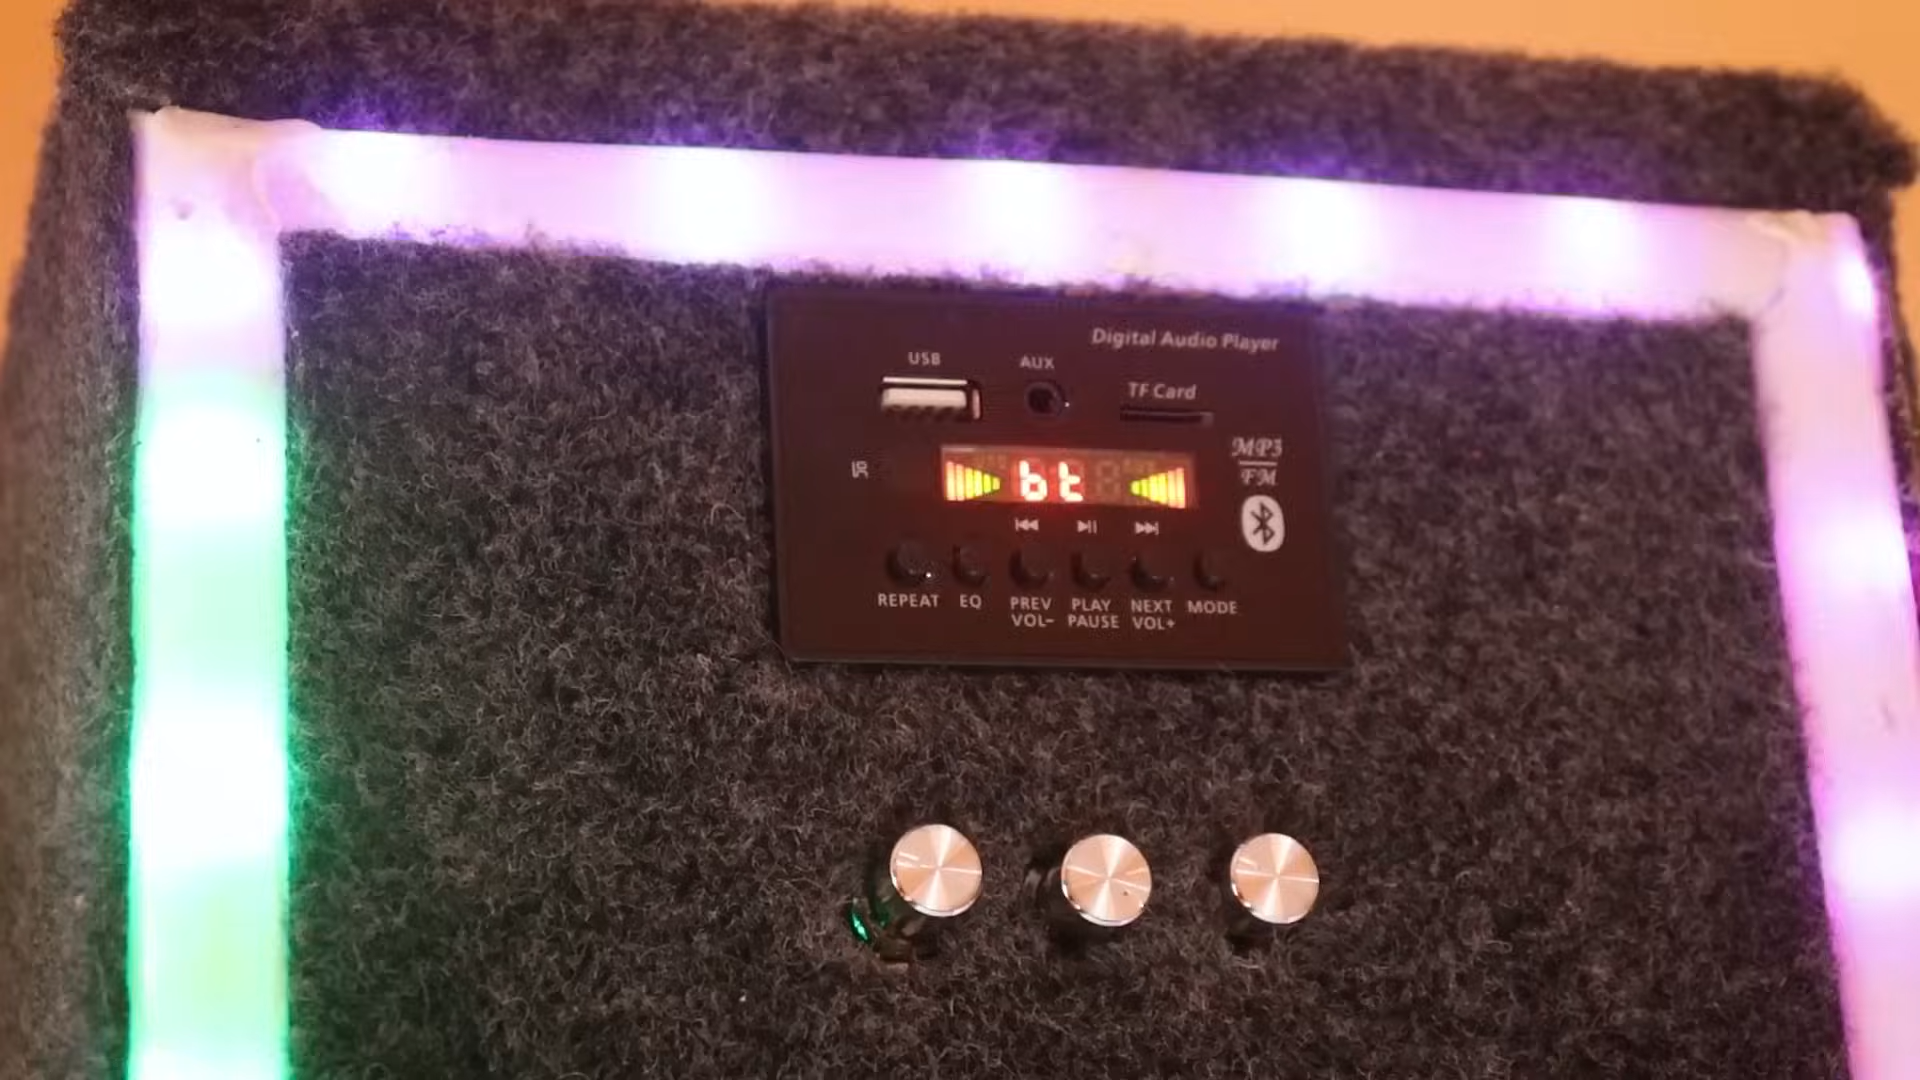 Digital Audio Player
USB
AUX
TF Card
MP3
FM
IR
bt
REPEAT
EQ
PREV
VOL-
PLAY
PAUSE
NEXT
VOL+
MODE